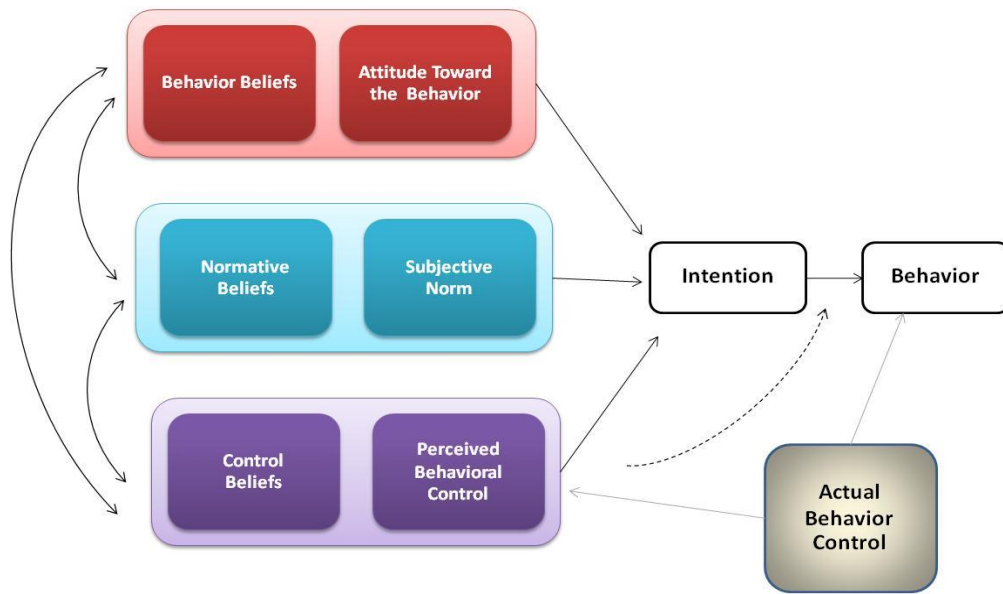 Behavior Beliefs
Attitude Toward
the Behavior
Normative
Beliefs
Subjective
Norm
Intention
Behavior
Control
Beliefs
Perceived
Behavioral
Control
Actual
Behavior
Control